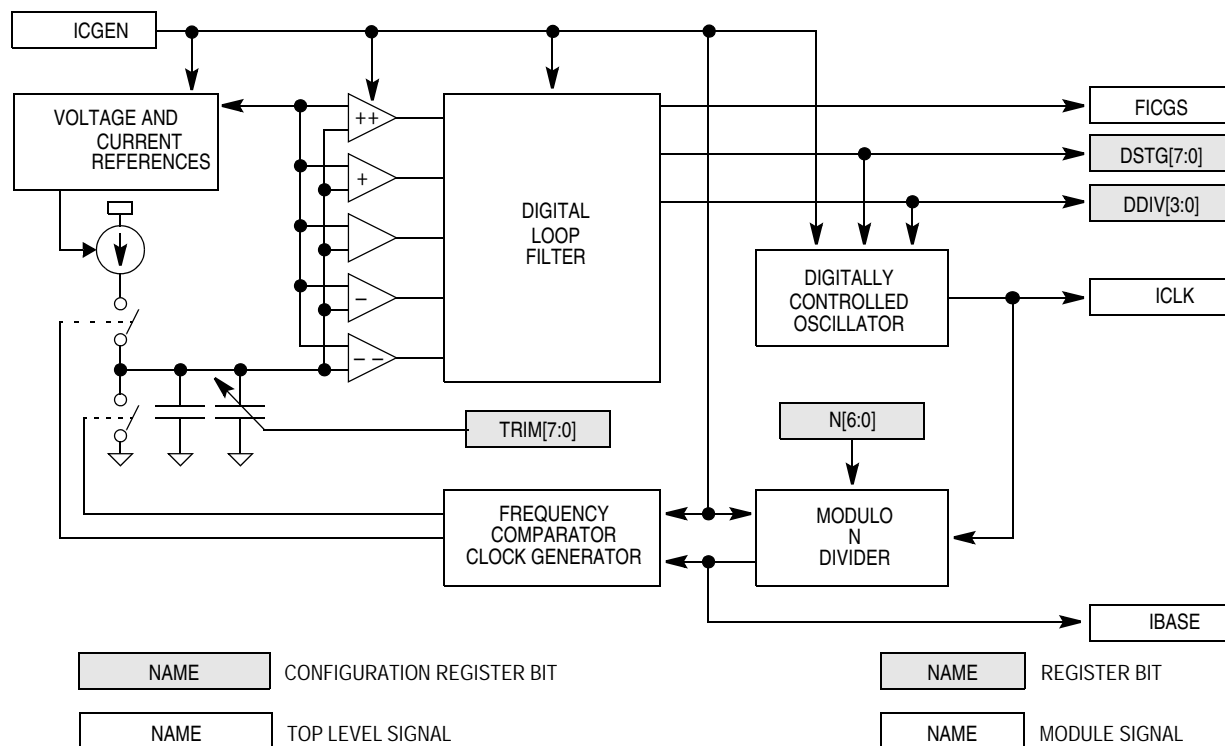 ICGEN
VOLTAGE AND
CURRENT
REFERENCES
++
+
−
− −
DIGITAL
LOOP
FILTER
FICGS
DSTG[7:0]
DDIV[3:0]
DIGITALLY
CONTROLLED
OSCILLATOR
ICLK
TRIM[7:0]
N[6:0]
FREQUENCY
COMPARATOR
CLOCK GENERATOR
MODULO
N
DIVIDER
IBASE
NAME CONFIGURATION REGISTER BIT
NAME REGISTER BIT
NAME TOP LEVEL SIGNAL
NAME MODULE SIGNAL